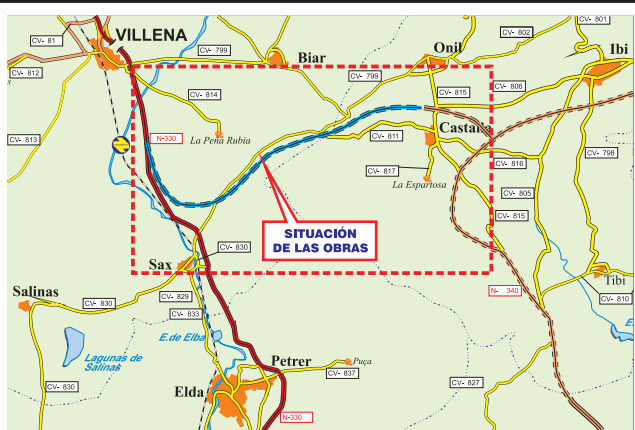 CV- 81
VILLENA
CV- 799
CV- 802
CV- 801
Onil
Ibi
Biar
CV- 812
CV- 799
CV- 814
CV- 815
CV- 806
CV- 813
N-330
La Peña Rubia
CV- 811
Castalla
CV- 798
CV- 817
CV- 816
La Espartosa
CV- 805
CV- 815
SITUACIÓN
DE LAS OBRAS
CV- 830
Sax
Tibi
Salinas
CV- 830
CV- 829
N- 340
CV- 810
CV- 833
E.de Elba
Lagunas de
Salinas
Petrer
Puça
CV- 837
CV- 830
Elda
CV- 827
N-330